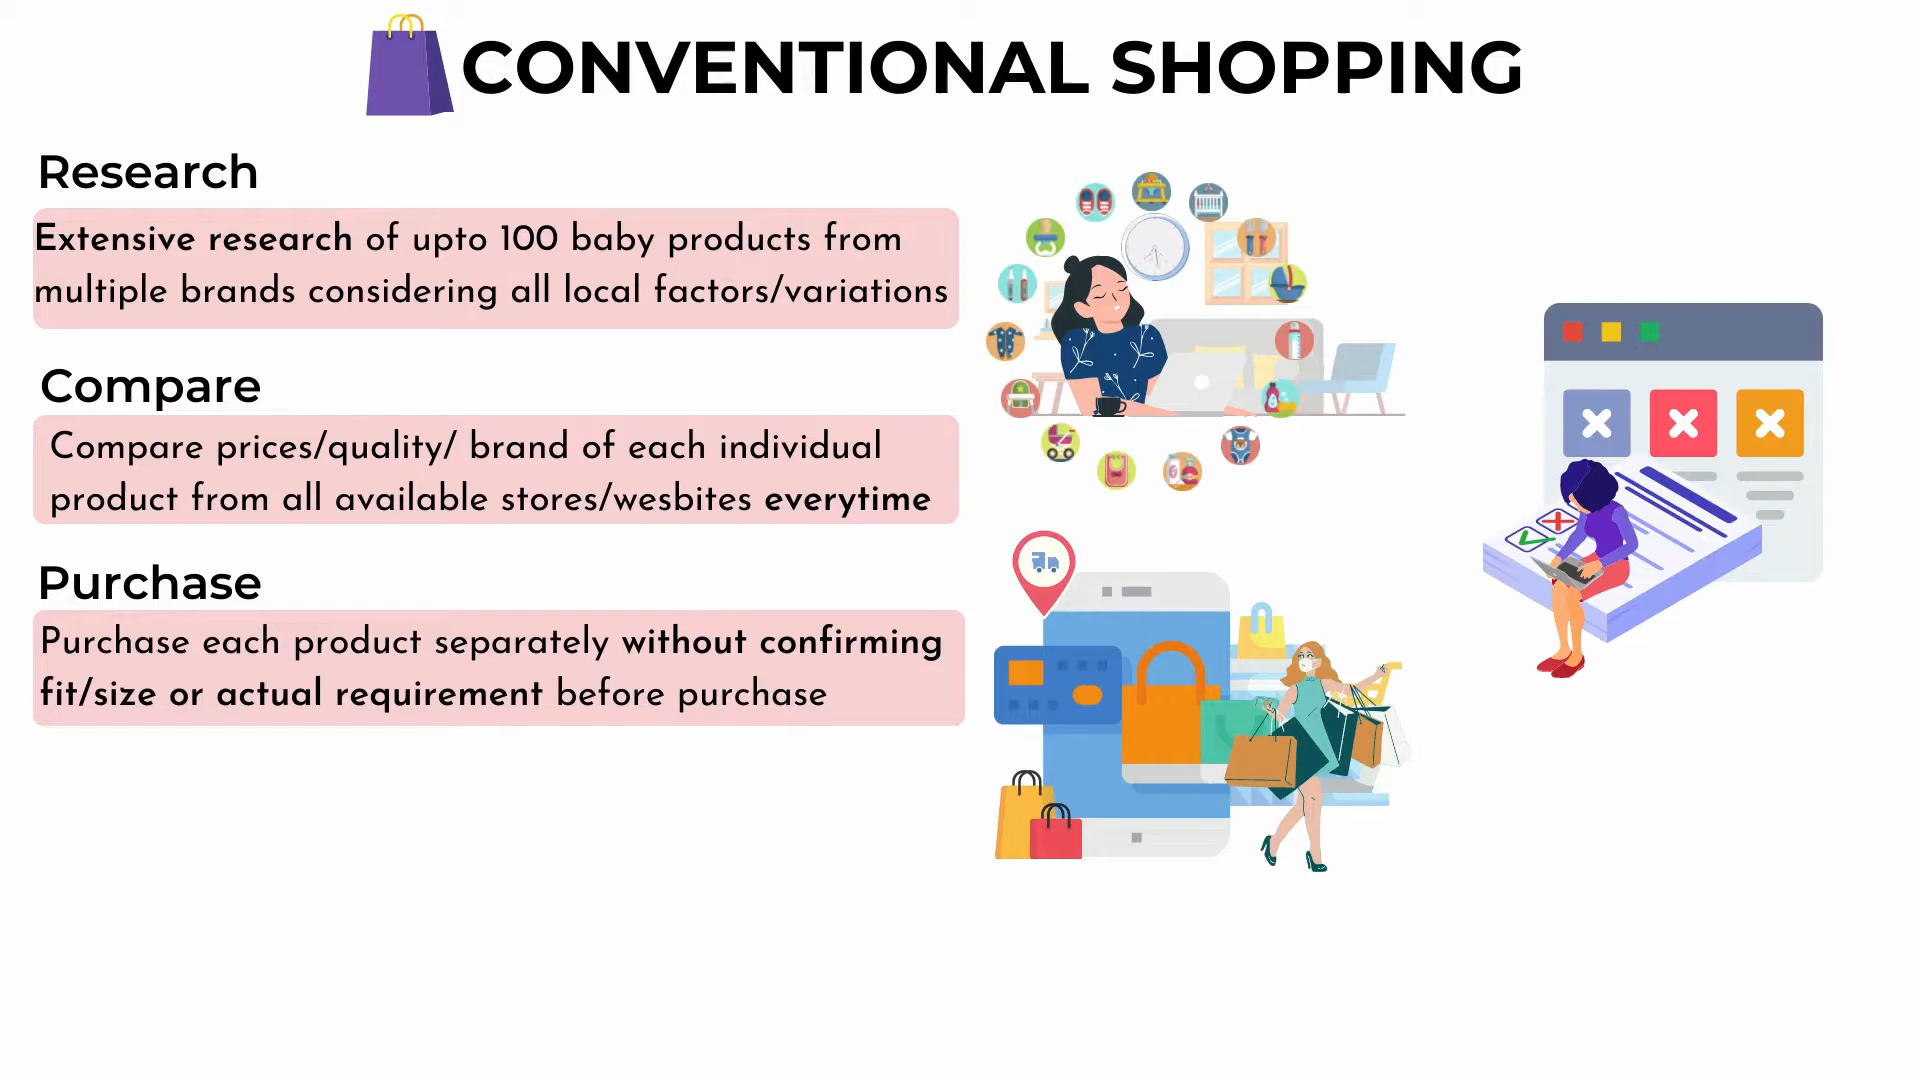 CONVENTIONAL SHOPPING
Research
Extensive research of upto 100 baby products from
multiple brands considering all local factors/variations
Compare
Compare prices/quality/ brand of each individual
product from all available stores/wesbites everytime
Purchase
Purchase each product separately without confirming
fit/size or actual requirement before purchase